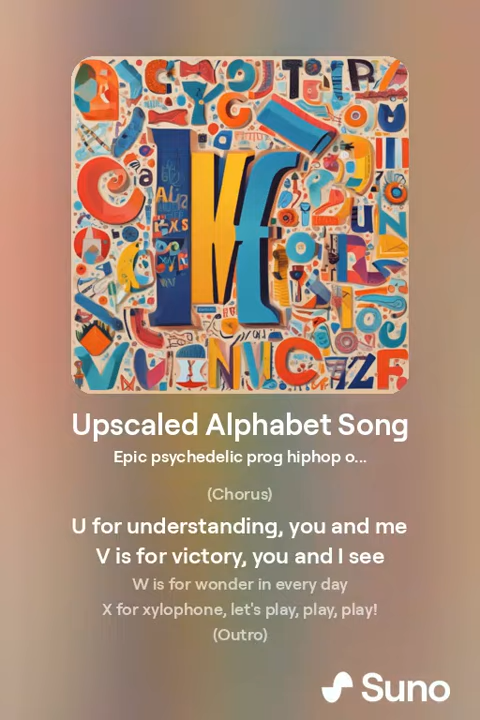 Upscaled Alphabet Song
Epic psychedelic prog hiphop o...
(Chorus)
U for understanding, you and me
V is for victory, you and I see
W is for wonder in every day
X for xylophone, let's play, play, play!
(Outro)
Suno